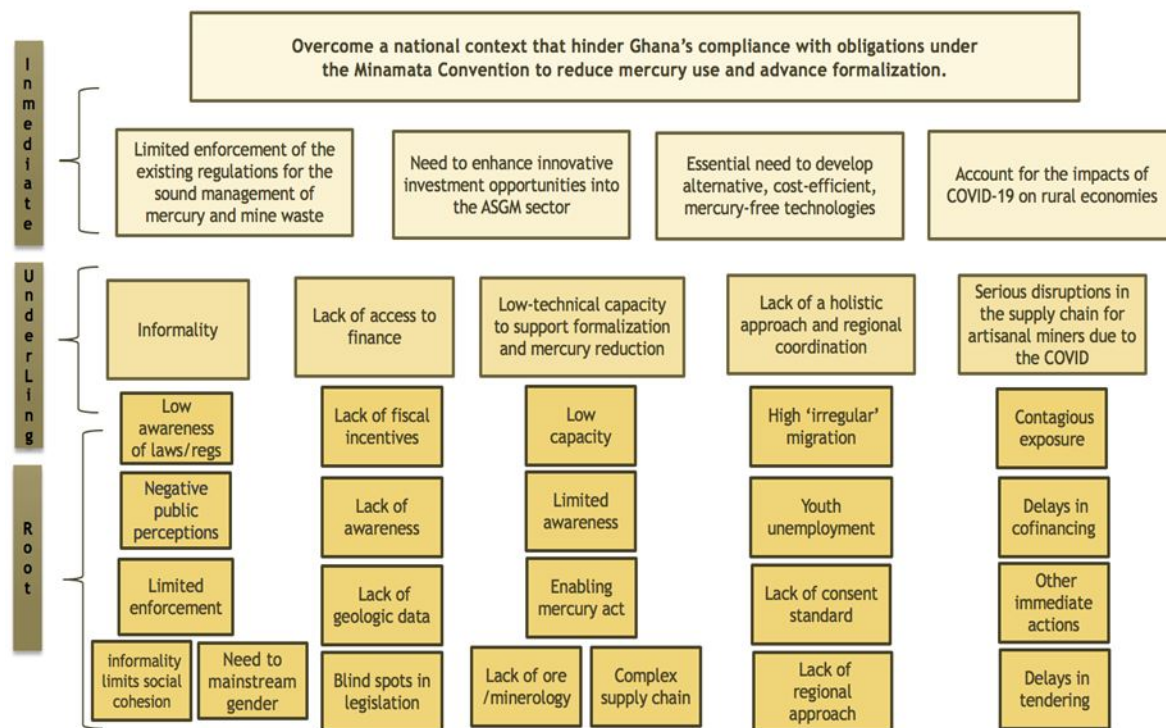 Inmediate
Overcome a national context that hinder Ghana's compliance with obligations under
the Minamata Convention to reduce mercury use and advance formalization.
Limited enforcement of the
existing regulations for the
sound management of
mercury and mine waste
Need to enhance innovative
investment opportunities into
the ASGM sector
Essential need to develop
alternative, cost-efficient,
mercury-free technologies
Account for the impacts of
COVID-19 on rural economies
UnderLing
Informality
Lack of access to
finance
Low-technical capacity
to support formalization
and mercury reduction
Lack of a holistic
approach and regional
coordination
Serious disruptions in
the supply chain for
artisanal miners due to
the COVID
Root
Low
awareness
of laws/regs
Lack of fiscal
incentives
Low
capacity
High 'irregular'
migration
Contagious
exposure
Negative
public
perceptions
Lack of
awareness
Limited
awareness
Youth
unemployment
Delays in
cofinancing
Limited
enforcement
Lack of
geologic data
Enabling
mercury act
Lack of consent
standard
Other
immediate
actions
informality
limits social
cohesion
Need to
mainstream
gender
Blind spots in
legislation
Lack of ore
/minerology
Complex
supply chain
Lack of
regional
approach
Delays in
tendering